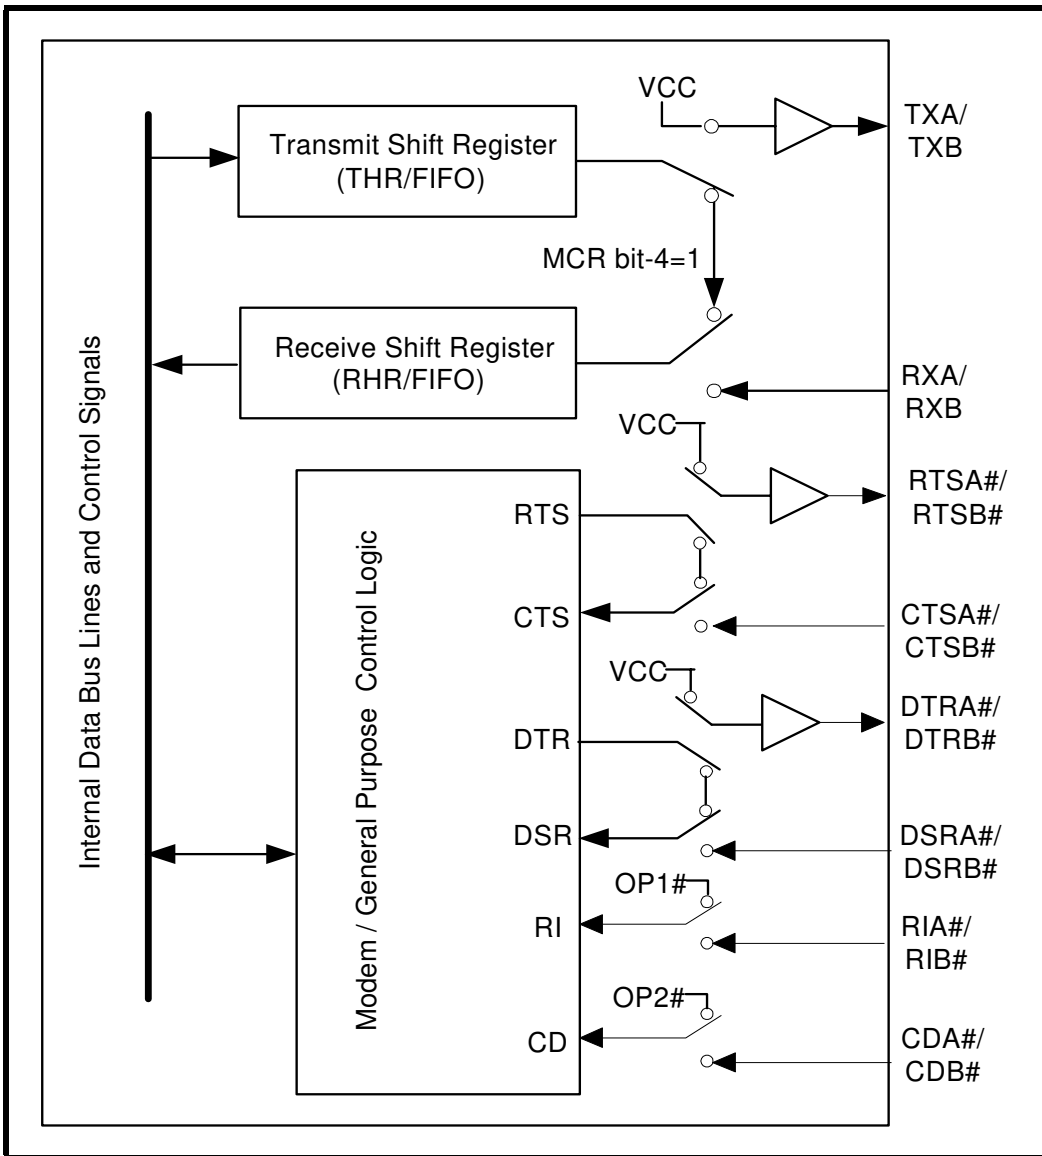 VCC
TXA/
TXB
Transmit Shift Register
(THR/FIFO)
MCR bit-4=1
Receive Shift Register
(RHR/FIFO)
RXA/
RXB
Internal Data Bus Lines and Control Signals
VCC
RTSA#/
RTSB#
Modem / General Purpose Control Logic
RTS
CTS
CTSA#/
CTSB#
VCC
DTRA#/
DTRB#
DTR
DSR
DSRA#/
DSRB#
OP1#
RI
RIA#/
RIB#
OP2#
CD
CDA#/
CDB#